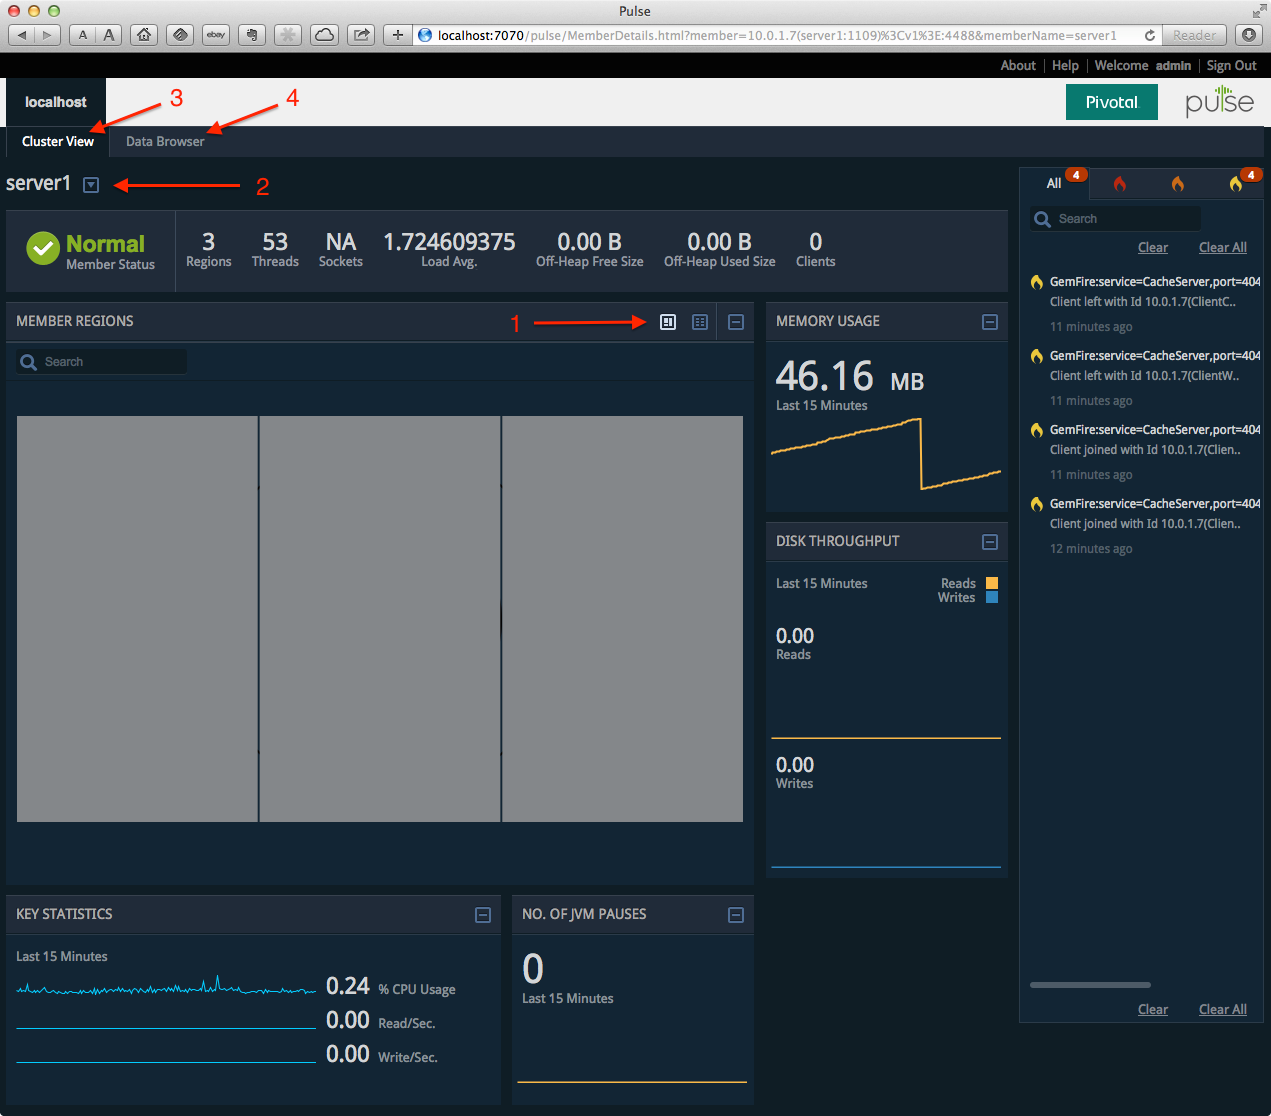 Pulse
A A ebay + localhost:7070/pulse/MemberDetails.html?member=10.0.1.7(server1:1109)%3Cv1%3E:4488&memberName=server1 Reader
About Help Welcome admin Sign Out
localhost 3 4 Pivotal pulse
Cluster View Data Browser
server1 2
Normal
Member Status
3
Regions
53
Threads
NA
Sockets
1.724609375
Load Avg.
0.00 B
Off-Heap Free Size
0.00 B
Off-Heap Used Size
0
Clients
MEMBER REGIONS 1
Search
MEMORY USAGE
46.16 MB
Last 15 Minutes
DISK THROUGHPUT
Last 15 Minutes Reads
Writes
0.00
Reads
0.00
Writes
KEY STATISTICS
Last 15 Minutes
0.24 % CPU Usage
0.00 Read/Sec.
0.00 Write/Sec.
NO. OF JVM PAUSES
0
Last 15 Minutes
All 4 4
Search
Clear Clear All
GemFire:service=CacheServer,port=404
Client left with Id 10.0.1.7(ClientC..
11 minutes ago
GemFire:service=CacheServer,port=404
Client left with Id 10.0.1.7(ClientW..
11 minutes ago
GemFire:service=CacheServer,port=404
Client joined with Id 10.0.1.7(Clien..
11 minutes ago
GemFire:service=CacheServer,port=404
Client joined with Id 10.0.1.7(Clien..
12 minutes ago
Clear Clear All